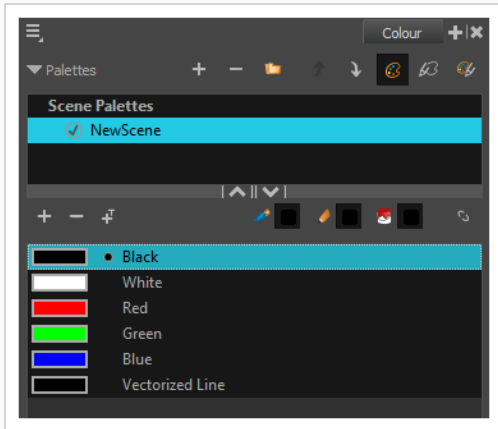 Colour
Palettes
Scene Palettes
NewScene
Black
White
Red
Green
Blue
Vectorized Line